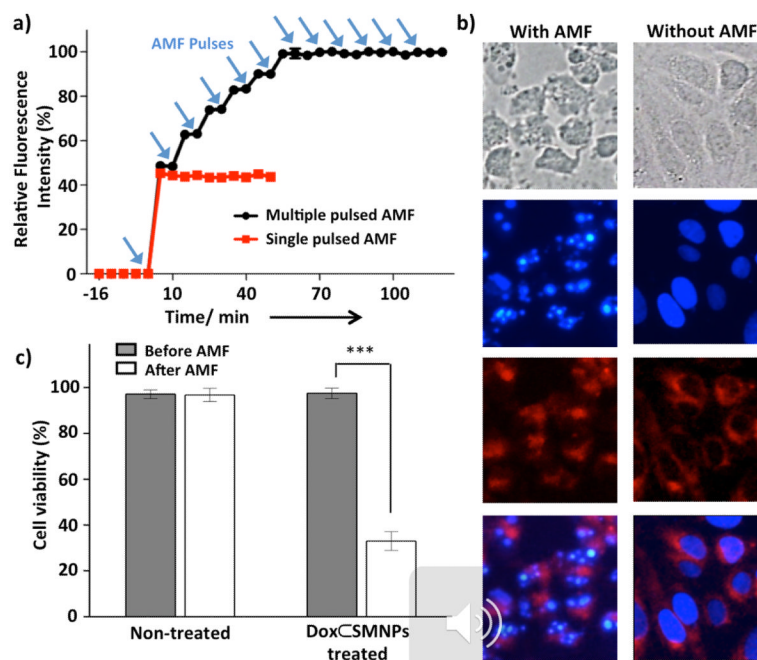 a)
AMF Pulses
Relative Fluorescence
Intensity (%)
100
80
60
40
20
0
-16
10
40
70
100
Time/ min
Multiple pulsed AMF
Single pulsed AMF
b)
With AMF
Without AMF
c)
Before AMF
After AMF
***
Cell viability (%)
100
80
60
40
20
0
Non-treated
Dox⊂SMNPs
treated